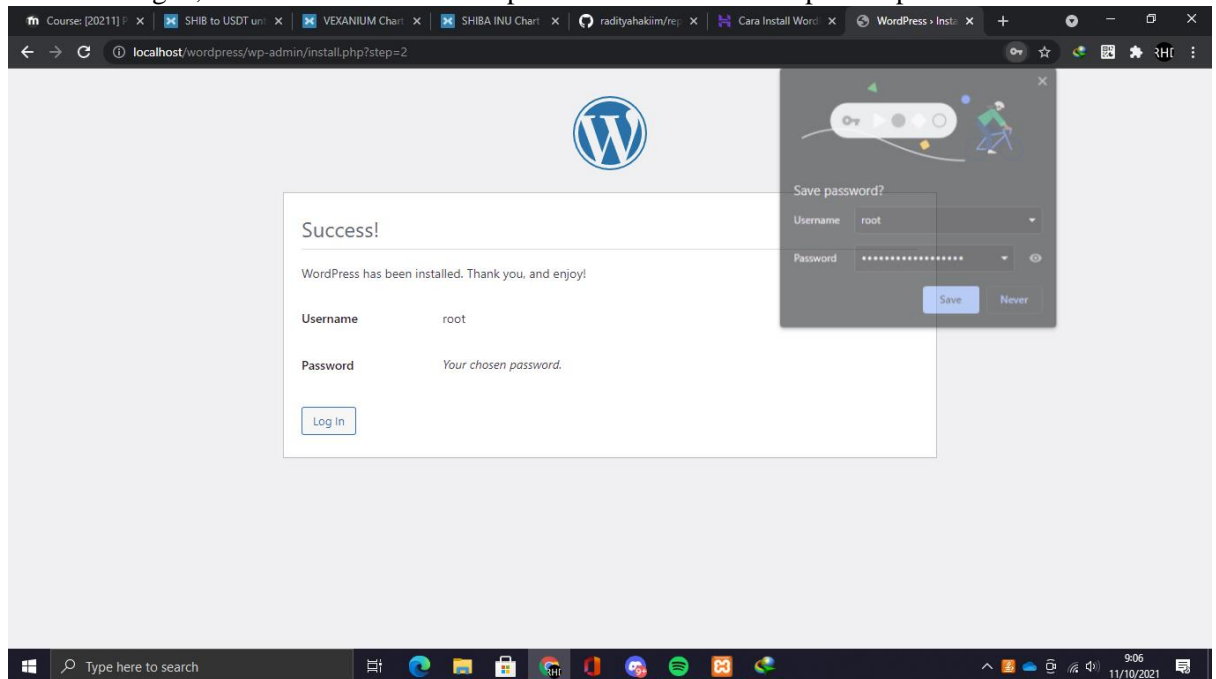 Course: [20211] P
SHIB to USDT unt
VEXANIUM Chart
SHIBA INU Chart
radityahakiim/rep
Cara Install Word
WordPress › Insta
localhost/wordpress/wp-admin/install.php?step=2
RHD
Save password?
Username root
Password ••••••••••••••••••
Save Never
Success!
WordPress has been installed. Thank you, and enjoy!
Username root
Password Your chosen password.
Log In
Type here to search
9:06
11/10/2021